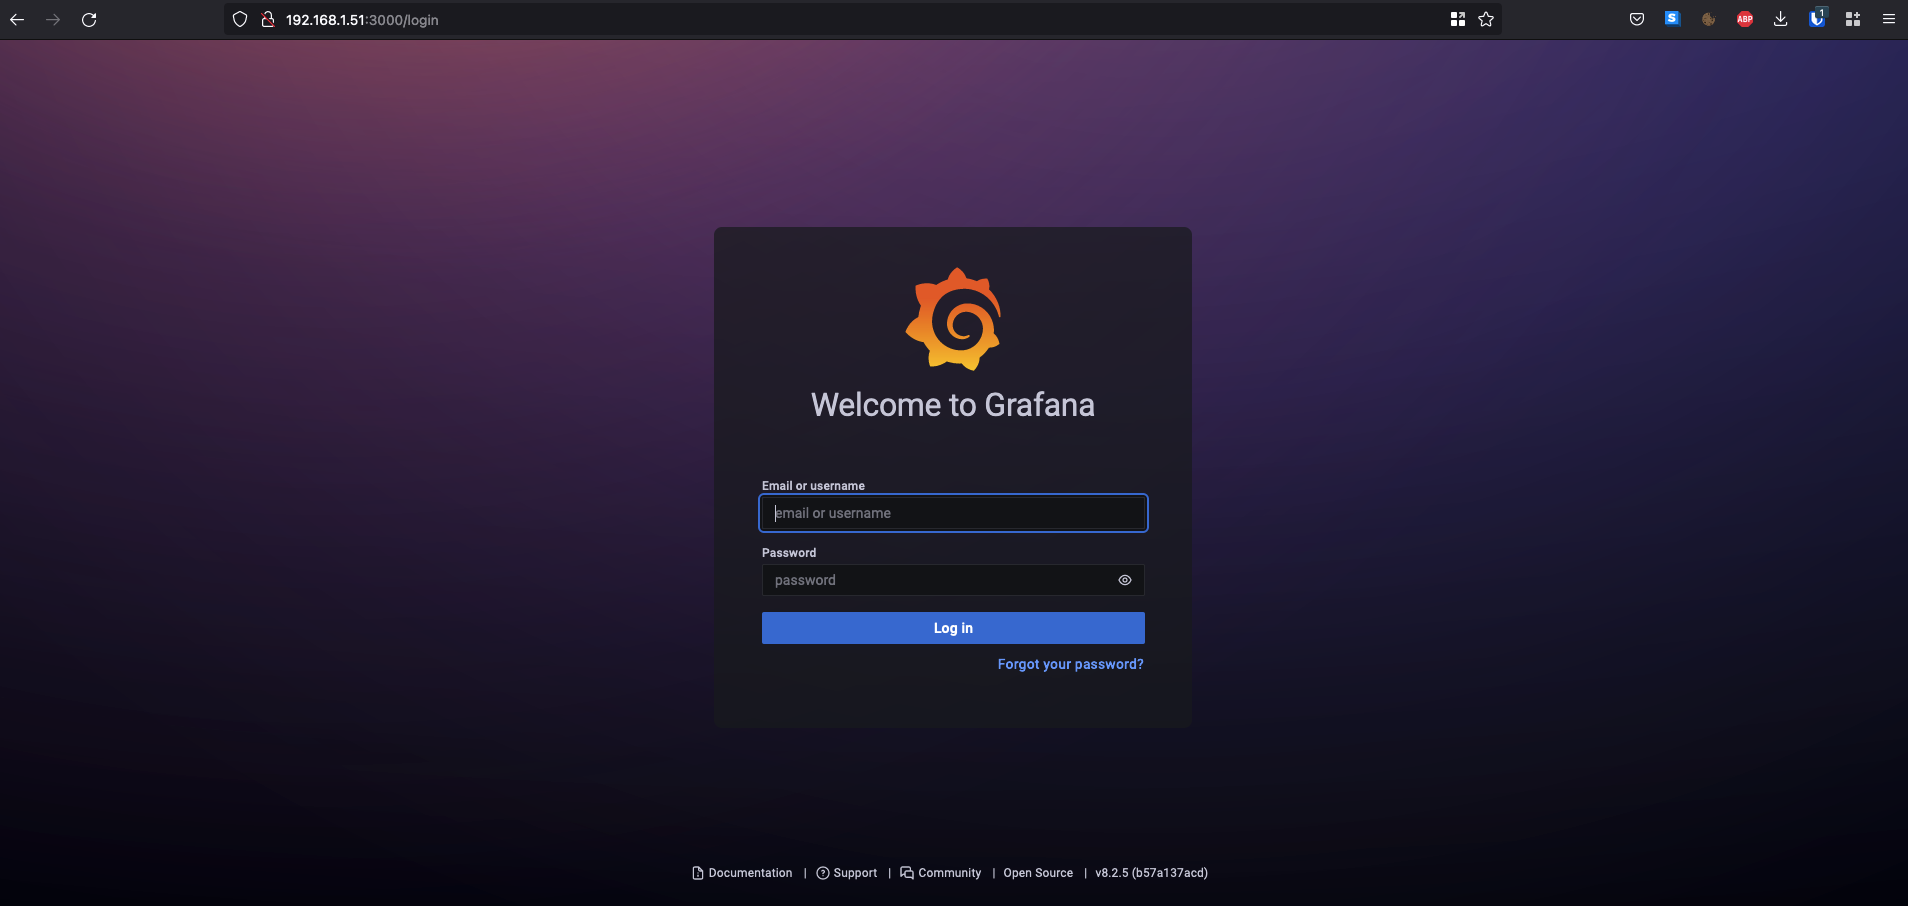 192.168.1.51:3000/login
S
ABP
1
Welcome to Grafana
Email or username
email or username
Password
password
Log in
Forgot your password?
Documentation | Support | Community | Open Source | v8.2.5 (b57a137acd)